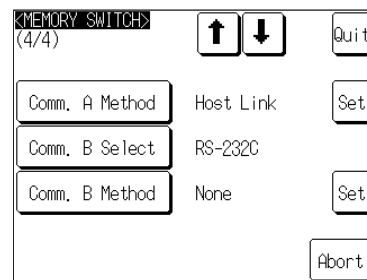 <MEMORY SWITCH>
(4/4)
Quit
Comm. A Method Host Link Set
Comm. B Select RS-232C
Comm. B Method None Set
Abort